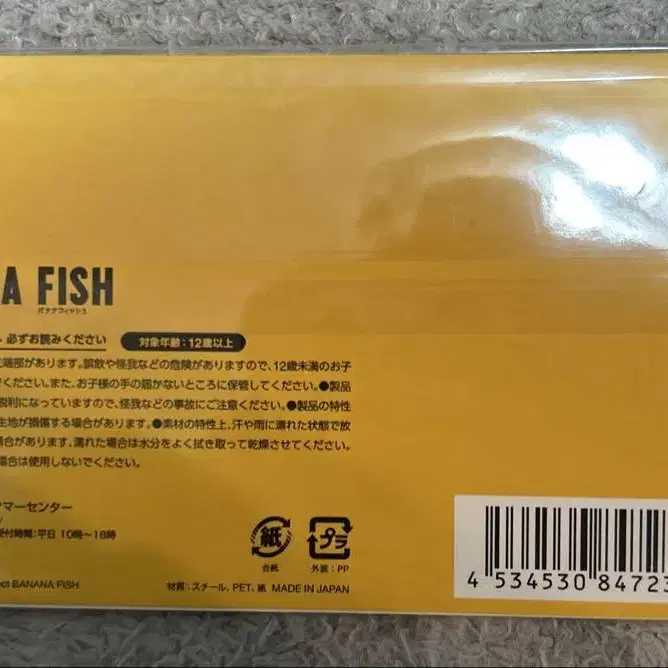 A FISH
バナナフィッシュ
必ずお読みください
対象年齢:12歳以上
端部があります。誤飲や怪我などの危険がありますので、12歳未満のお子
ください。また、お子様の手の届かないところに保管してください。●製品
鋭利になっていますので、怪我などの事故にご注意ください。●製品の特性
生地が損傷する場合があります。●素材の特性上、汗や雨に濡れた状態で放
場合があります、濡れた場合は水分をよく拭き取って乾燥させてください。
場合は使用しないでください。
マーセンター
受付時間:平日 10時〜18時
紙
台紙
プラ
外装:PP
ect・BANANA FISH
材質:スチール、PET、紙 MADE IN JAPAN
4 534530 84723